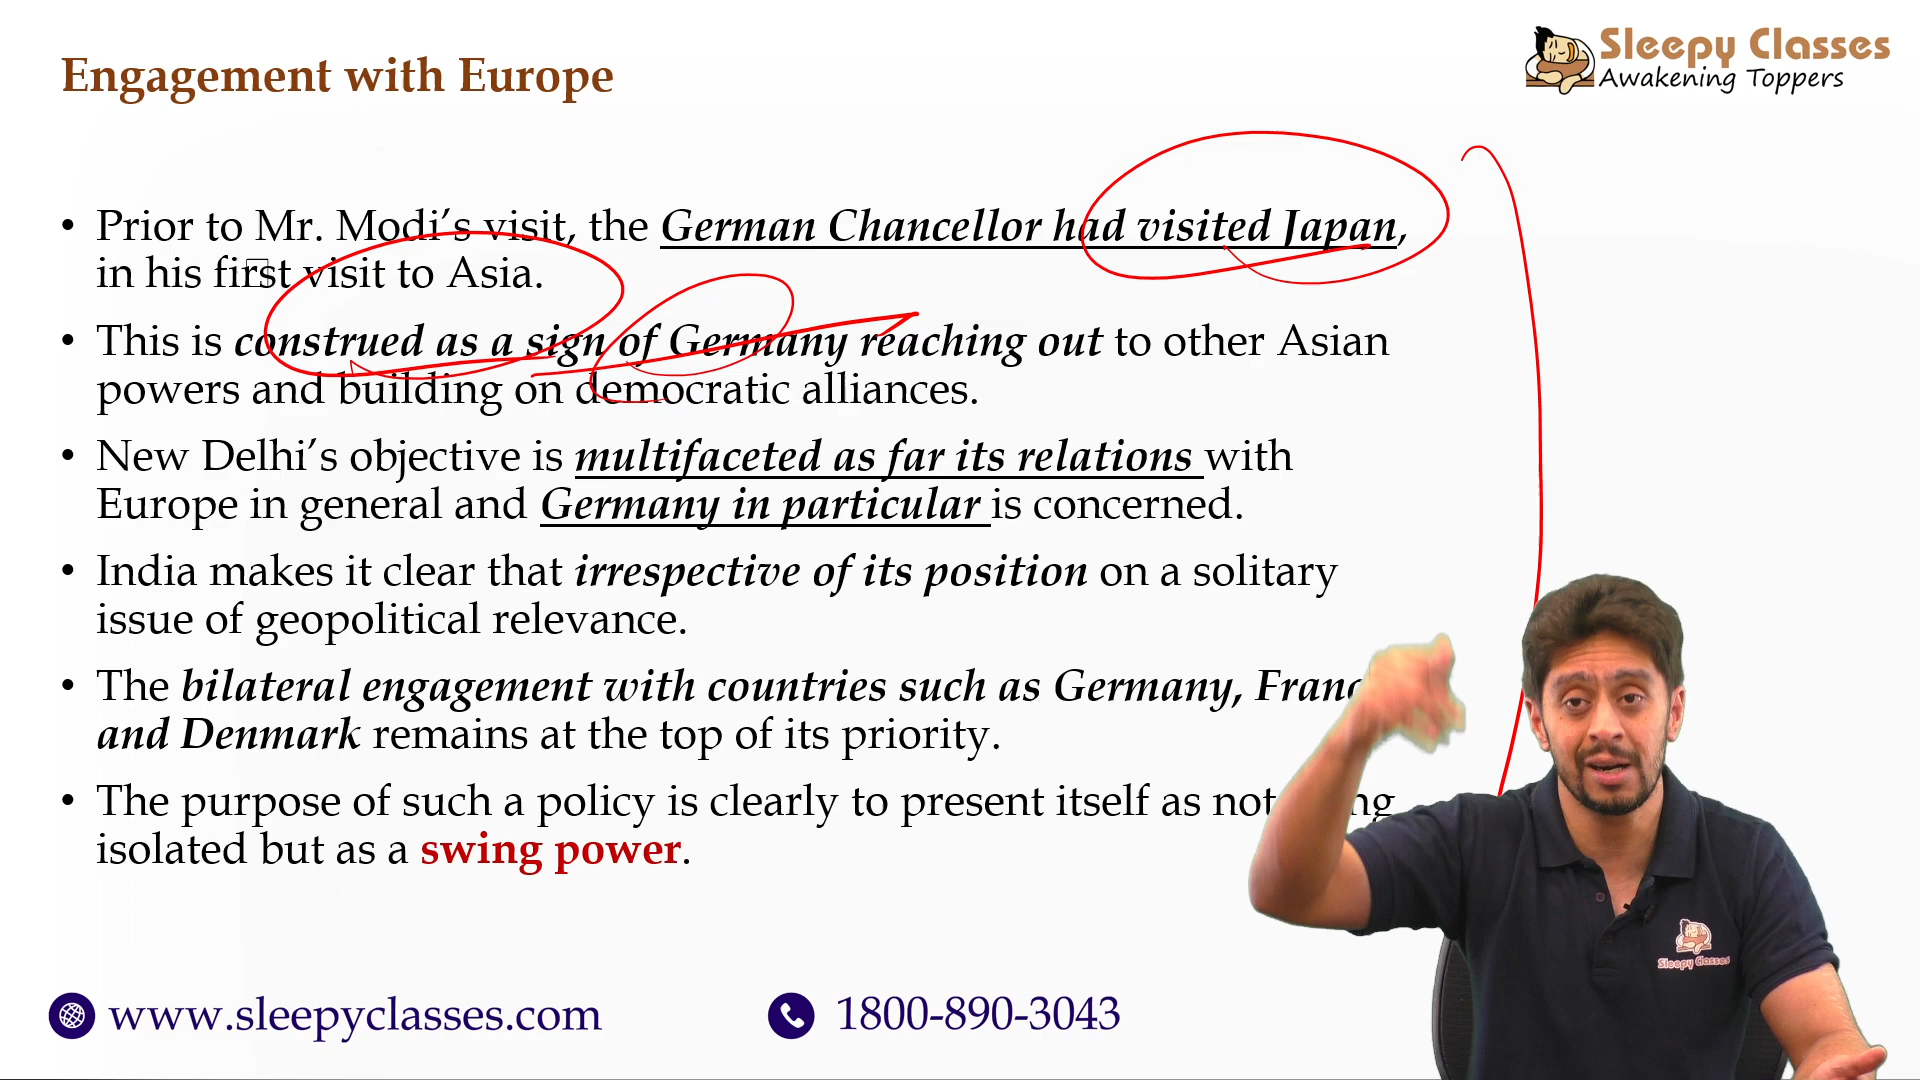 Engagement with Europe
Sleepy Classes
Awakening Toppers
• Prior to Mr. Modi’s visit, the German Chancellor had visited Japan,
in his first visit to Asia.
• This is construed as a sign of Germany reaching out to other Asian
powers and building on democratic alliances.
• New Delhi’s objective is multifaceted as far its relations with
Europe in general and Germany in particular is concerned.
• India makes it clear that irrespective of its position on a solitary
issue of geopolitical relevance.
• The bilateral engagement with countries such as Germany,
and Denmark remains at the top of its priority.
• The purpose of such a policy is clearly to present itself as not
isolated but as a swing power.
Sleepy Classes
www.sleepyclasses.com
1800-890-3043